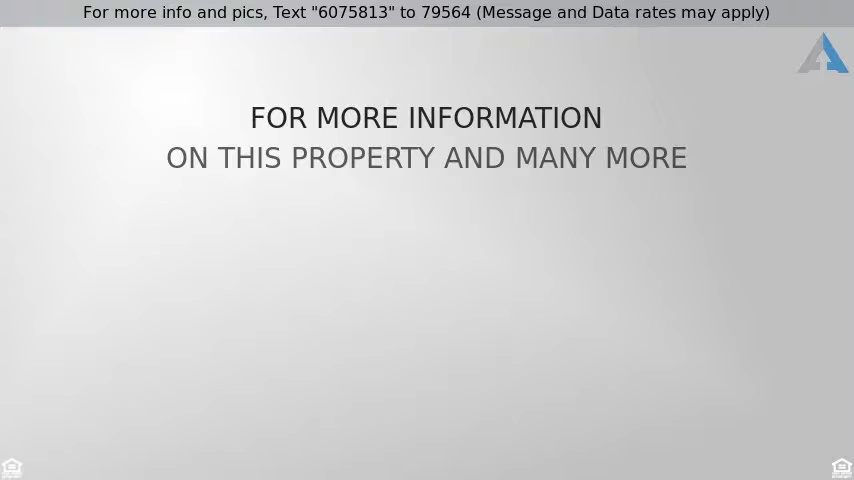 For more info and pics, Text "6075813" to 79564 (Message and Data rates may apply)
FOR MORE INFORMATION
ON THIS PROPERTY AND MANY MORE